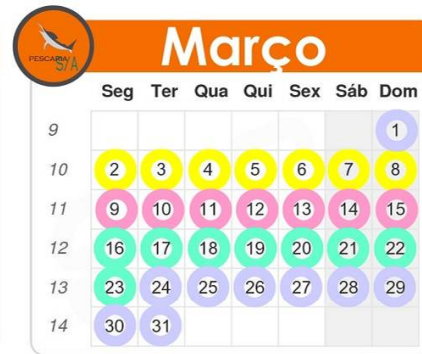 PESCARIA
S/A
Março
Seg Ter Qua Qui Sex Sáb Dom
9 1
10 2 3 4 5 6 7 8
11 9 10 11 12 13 14 15
12 16 17 18 19 20 21 22
13 23 24 25 26 27 28 29
14 30 31